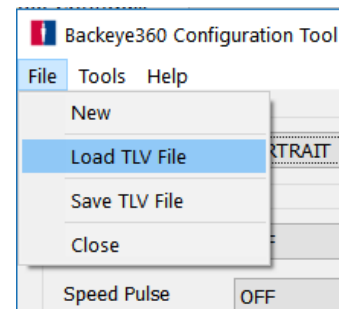 Backeye360 Configuration Tool
File Tools Help
New
Load TLV File
RTRAIT
Save TLV File
Close
Speed Pulse OFF